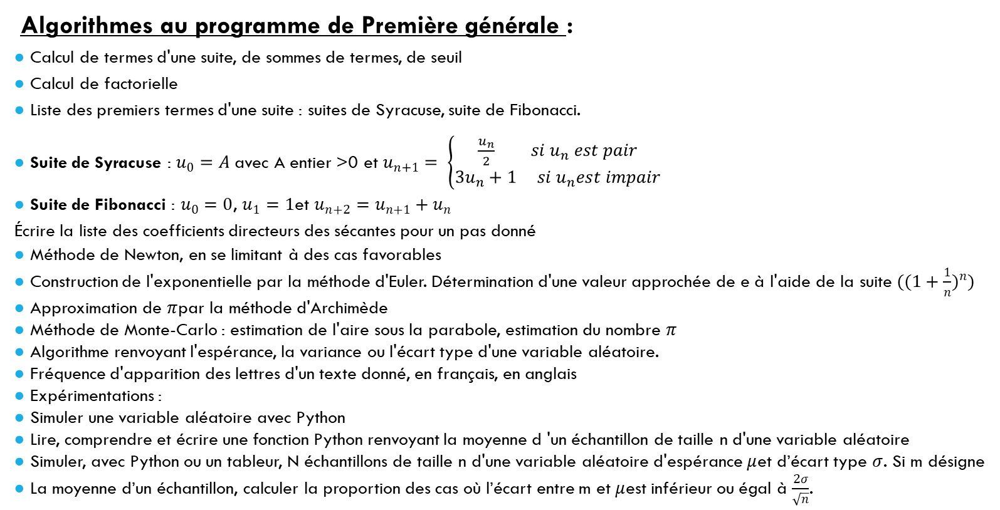 Algorithmes au programme de Première générale :
• Calcul de termes d'une suite, de sommes de termes, de seuil
• Calcul de factorielle
• Liste des premiers termes d'une suite : suites de Syracuse, suite de Fibonacci.
• Suite de Syracuse : $u_0 = A$ avec A entier >0 et $u_{n+1} = \begin{cases} \frac{u_n}{2} & si\ u_n\ est\ pair \\ 3u_n + 1 & si\ u_n est\ impair \end{cases}$
• Suite de Fibonacci : $u_0 = 0$, $u_1 = 1$et $u_{n+2} = u_{n+1} + u_n$
Écrire la liste des coefficients directeurs des sécantes pour un pas donné
• Méthode de Newton, en se limitant à des cas favorables
• Construction de l'exponentielle par la méthode d'Euler. Détermination d'une valeur approchée de e à l'aide de la suite $((1 + \frac{1}{n})^n)$
• Approximation de $\pi$par la méthode d'Archimède
• Méthode de Monte-Carlo : estimation de l'aire sous la parabole, estimation du nombre $\pi$
• Algorithme renvoyant l'espérance, la variance ou l'écart type d'une variable aléatoire.
• Fréquence d'apparition des lettres d'un texte donné, en français, en anglais
• Expérimentations :
• Simuler une variable aléatoire avec Python
• Lire, comprendre et écrire une fonction Python renvoyant la moyenne d 'un échantillon de taille n d'une variable aléatoire
• Simuler, avec Python ou un tableur, N échantillons de taille n d'une variable aléatoire d'espérance $\mu$et d’écart type $\sigma$. Si m désigne
• La moyenne d’un échantillon, calculer la proportion des cas où l’écart entre m et $\mu$est inférieur ou égal à $\frac{2\sigma}{\sqrt{n}}$.